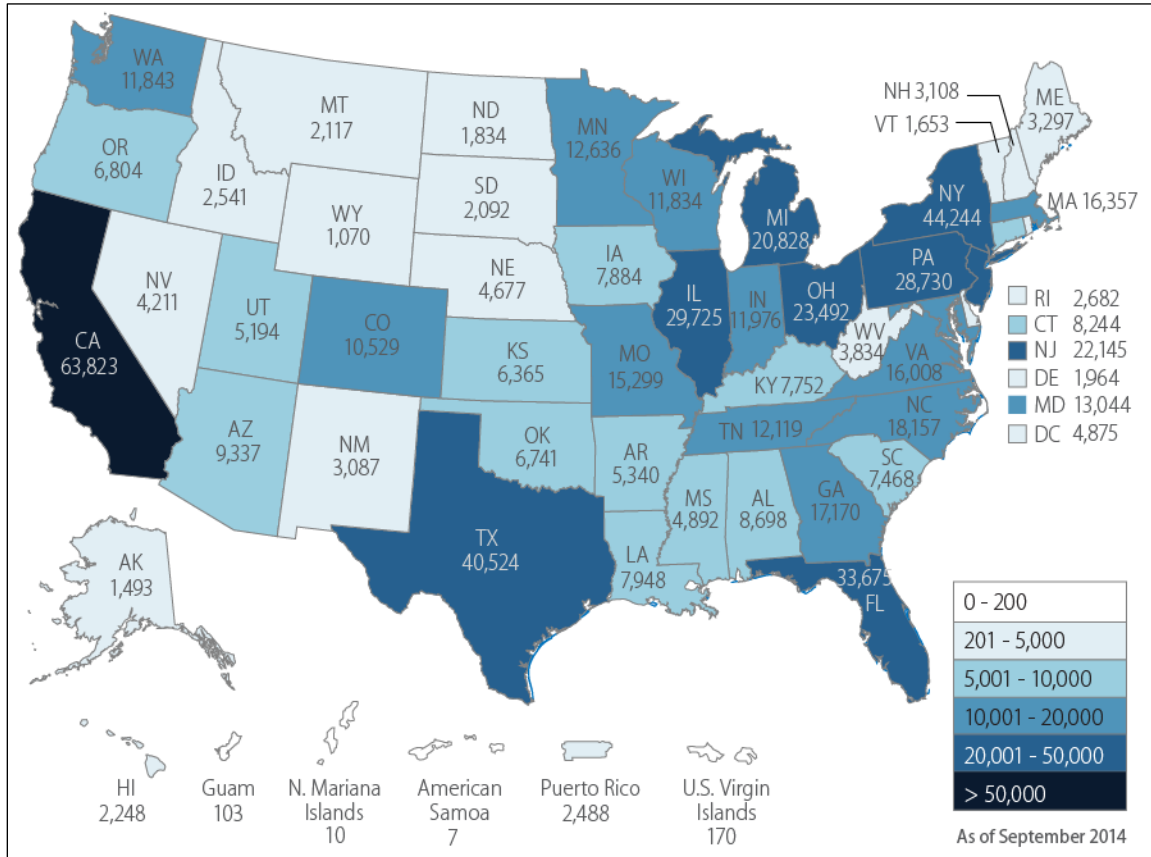 WA
11,843
MT
2,117
ND
1,834
MN
12,636
NH 3,108
VT 1,653
ME
3,297
OR
6,804
ID
2,541
SD
2,092
WI
11,834
MI
20,828
NY
44,244
MA 16,357
WY
1,070
IA
7,884
PA
28,730
NV
4,211
NE
4,677
IL
29,725
IN
11,976
OH
23,492
RI 2,682
CT 8,244
NJ 22,145
DE 1,964
MD 13,044
DC 4,875
UT
5,194
CO
10,529
CA
63,823
KS
6,365
MO
15,299
WV
3,834
VA
16,008
KY 7,752
NC
18,157
TN 12,119
AZ
9,337
NM
3,087
OK
6,741
AR
5,340
SC
7,468
MS
4,892
AL
8,698
GA
17,170
TX
40,524
LA
7,948
33,675
FL
AK
1,493
0 - 200
201 - 5,000
5,001 - 10,000
10,001 - 20,000
20,001 - 50,000
> 50,000
As of September 2014
HI
2,248
Guam
103
N. Mariana
Islands
10
American
Samoa
7
Puerto Rico
2,488
U.S. Virgin
Islands
170